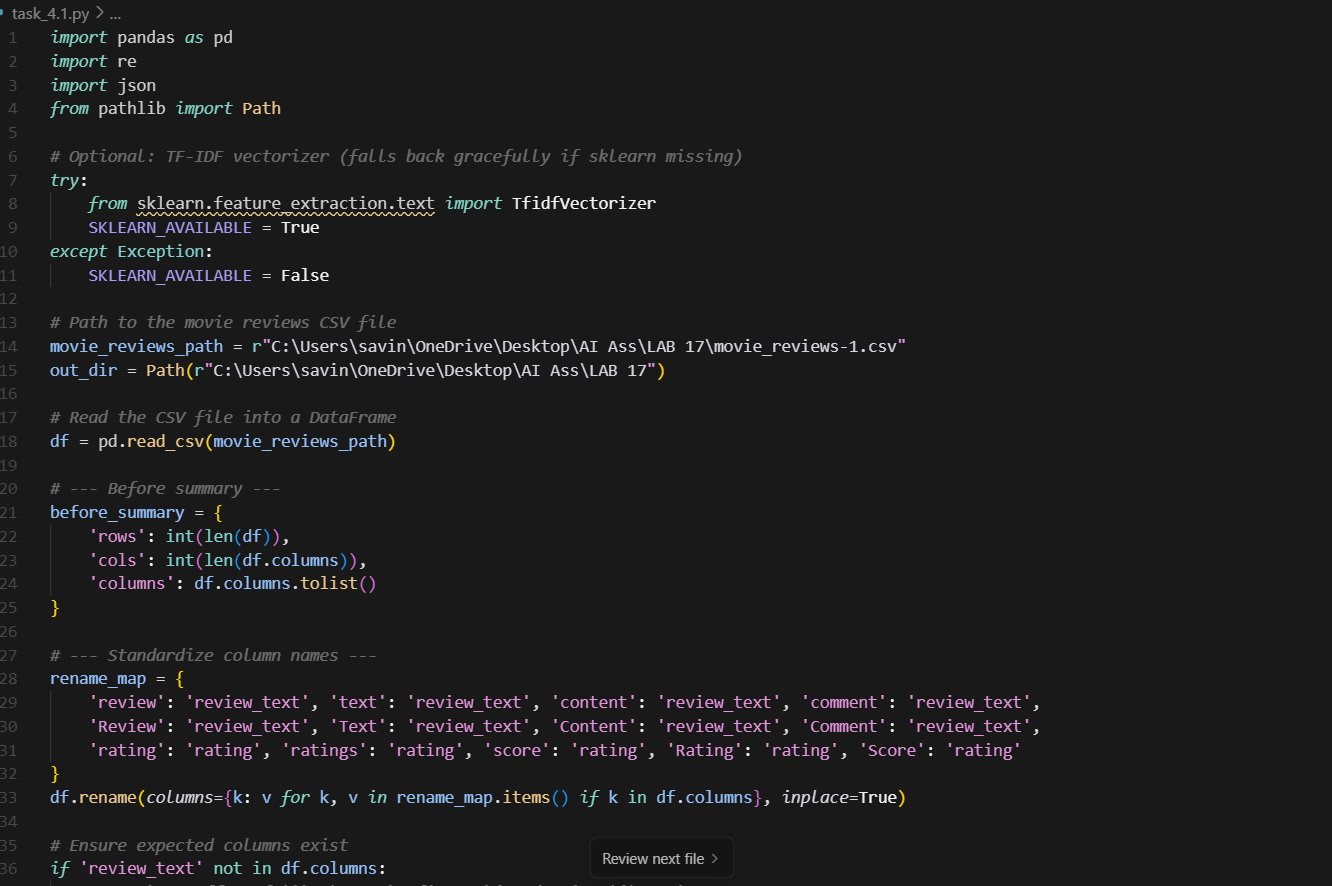 task_4.1.py > ...
1 import pandas as pd
2 import re
3 import json
4 from pathlib import Path
5
6 # Optional: TF-IDF vectorizer (falls back gracefully if sklearn missing)
7 try:
8     from sklearn.feature_extraction.text import TfidfVectorizer
9     SKLEARN_AVAILABLE = True
10 except Exception:
11     SKLEARN_AVAILABLE = False
12
13 # Path to the movie reviews CSV file
14 movie_reviews_path = r"C:\Users\savin\OneDrive\Desktop\AI Ass\LAB 17\movie_reviews-1.csv"
15 out_dir = Path(r"C:\Users\savin\OneDrive\Desktop\AI Ass\LAB 17")
16
17 # Read the CSV file into a DataFrame
18 df = pd.read_csv(movie_reviews_path)
19
20 # --- Before summary ---
21 before_summary = {
22     'rows': int(len(df)),
23     'cols': int(len(df.columns)),
24     'columns': df.columns.tolist()
25 }
26
27 # --- Standardize column names ---
28 rename_map = {
29     'review': 'review_text', 'text': 'review_text', 'content': 'review_text', 'comment': 'review_text',
30     'Review': 'review_text', 'Text': 'review_text', 'Content': 'review_text', 'Comment': 'review_text',
31     'rating': 'rating', 'ratings': 'rating', 'score': 'rating', 'Rating': 'rating', 'Score': 'rating'
32 }
33 df.rename(columns={k: v for k, v in rename_map.items() if k in df.columns}, inplace=True)
34
35 # Ensure expected columns exist
Review next file >
36 if 'review_text' not in df.columns: